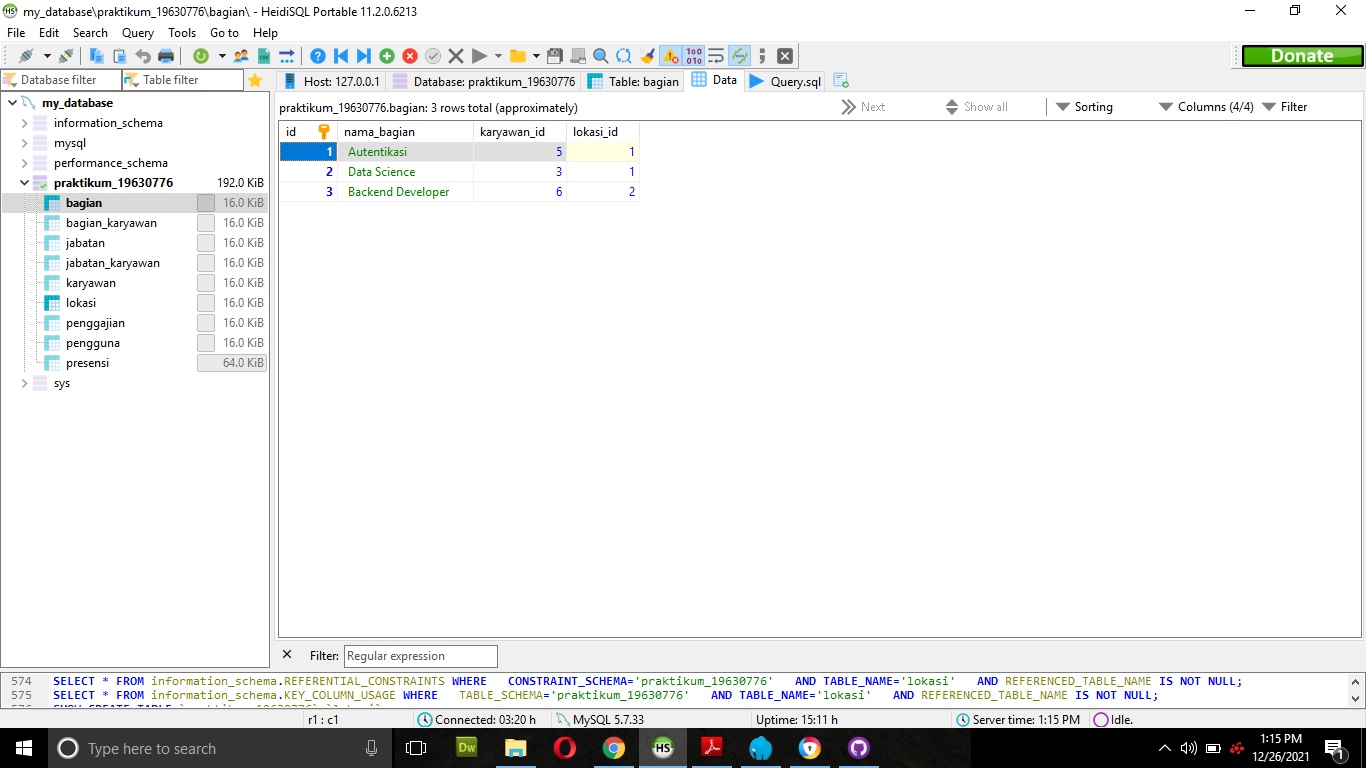 my_database\praktikum_19630776\bagian\ - HeidiSQL Portable 11.2.0.6213
File Edit Search Query Tools Go to Help
Donate
Database filter Table filter
Host: 127.0.0.1 Database: praktikum_19630776 Table: bagian Data Query.sql
my_database
information_schema
mysql
performance_schema
praktikum_19630776 192.0 KiB
bagian 16.0 KiB
bagian_karyawan 16.0 KiB
jabatan 16.0 KiB
jabatan_karyawan 16.0 KiB
karyawan 16.0 KiB
lokasi 16.0 KiB
penggajian 16.0 KiB
pengguna 16.0 KiB
presensi 64.0 KiB
sys
praktikum_19630776.bagian: 3 rows total (approximately) Next Show all Sorting Columns (4/4) Filter
id nama_bagian karyawan_id lokasi_id
1 Autentikasi 5 1
2 Data Science 3 1
3 Backend Developer 6 2
Filter: Regular expression
574 SELECT * FROM information_schema.REFERENTIAL_CONSTRAINTS WHERE CONSTRAINT_SCHEMA='praktikum_19630776' AND TABLE_NAME='lokasi' AND REFERENCED_TABLE_NAME IS NOT NULL;
575 SELECT * FROM information_schema.KEY_COLUMN_USAGE WHERE TABLE_SCHEMA='praktikum_19630776' AND TABLE_NAME='lokasi' AND REFERENCED_TABLE_NAME IS NOT NULL;
r1 : c1 Connected: 03:20 h MySQL 5.7.33 Uptime: 15:11 h Server time: 1:15 PM Idle.
Type here to search
Dw
HS
1:15 PM
12/26/2021
1